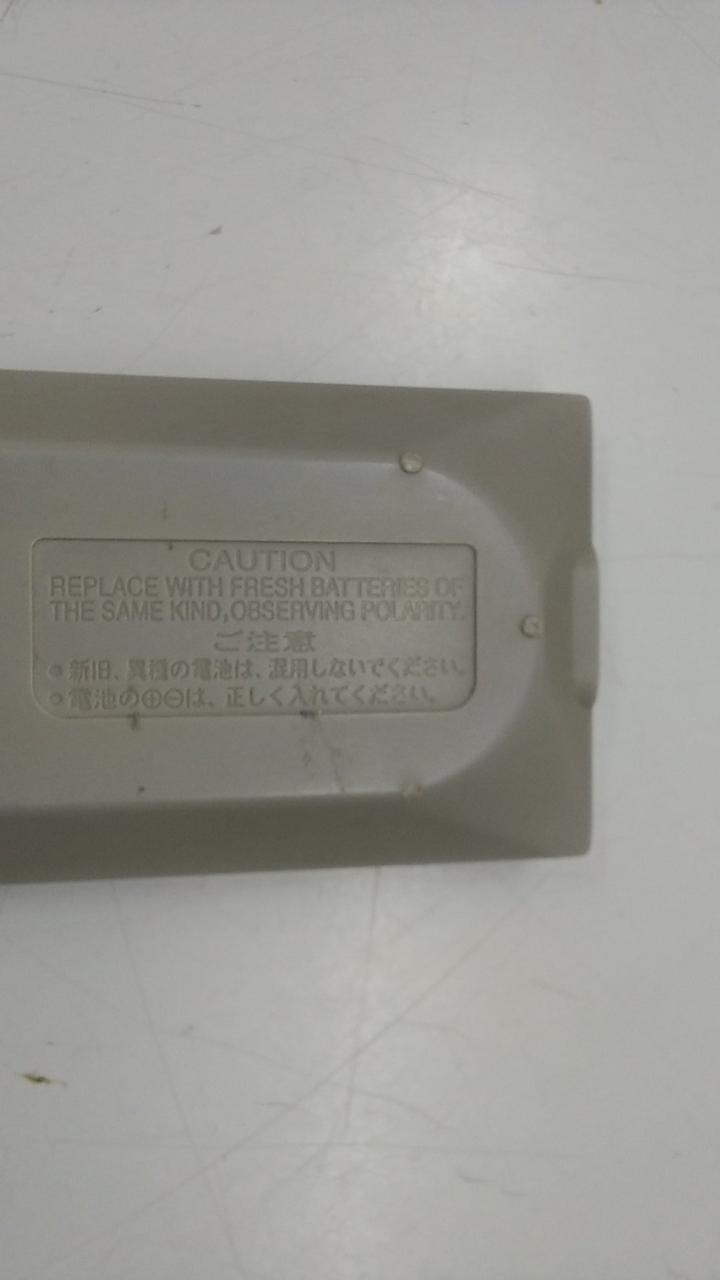 CAUTION
REPLACE WITH FRESH BATTERIES OF
THE SAME KIND, OBSERVING POLARITY.
ご注意
●新旧、異種の電池は、混用しないでください。
●電池の⊕⊖は、正しく入れてください。